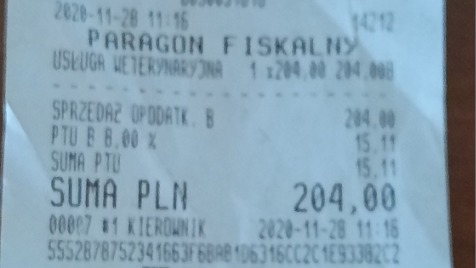 2020-11-28 11:16 14212
PARAGON FISKALNY
USŁUGA WETERYNARYJNA 1 x204.00 204.00B
SPRZEDAŻ OPODATK. B 204.00
PTU B 8.00 % 15.11
SUMA PTU 15.11
SUMA PLN 204,00
00007 #1 KIEROWNIK 2020-11-28 11:16